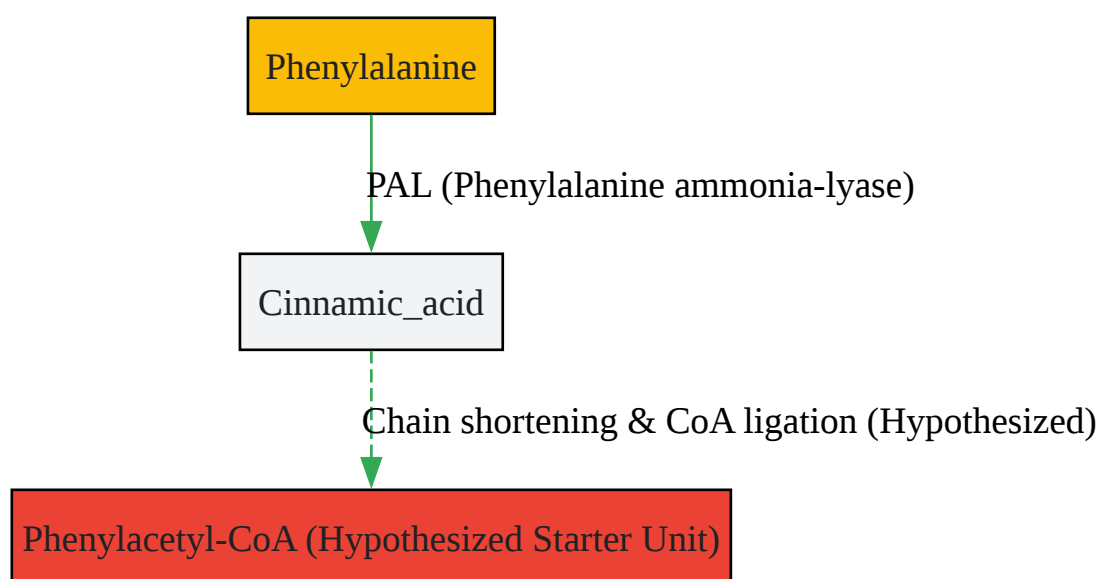 Phenylalanine
PAL (Phenylalanine ammonia-lyase)
Cinnamic_acid
Chain shortening & CoA ligation (Hypothesized)
Phenylacetyl-CoA (Hypothesized Starter Unit)